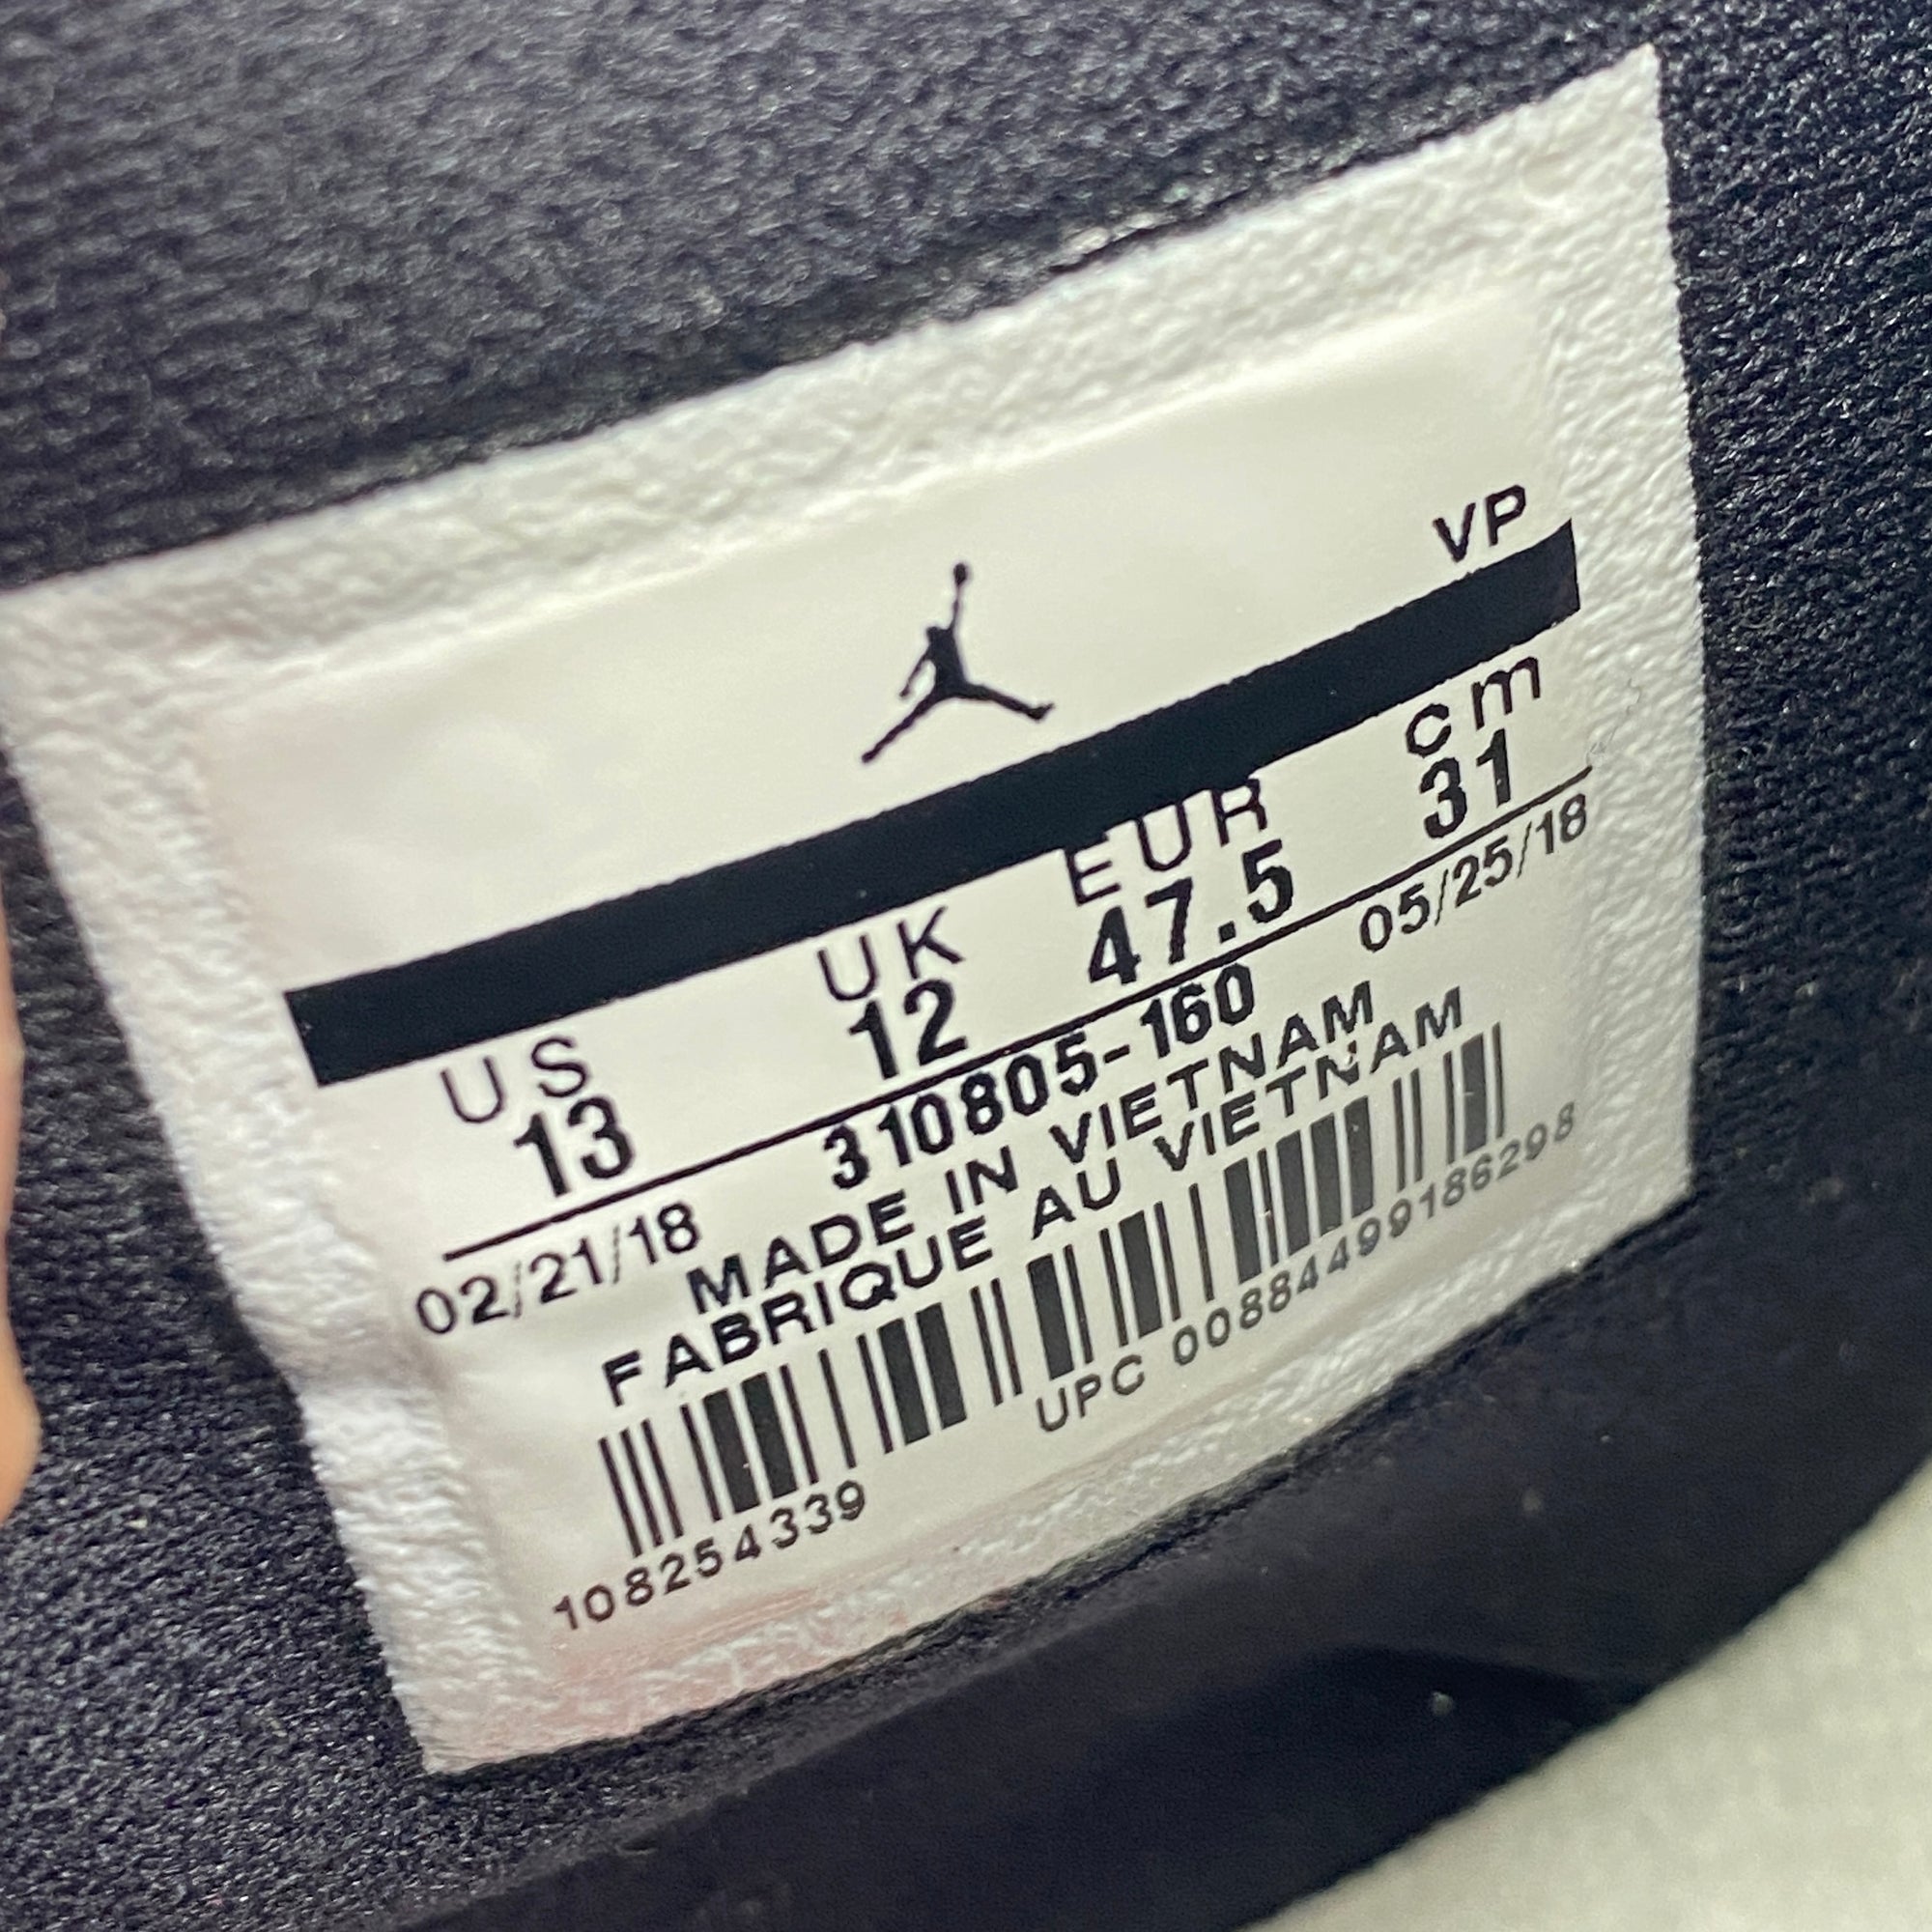 VP
US UK EUR cm
13 12 47.5 31
02/21/18 310805-160 05/25/18
MADE IN VIETNAM
FABRIQUE AU VIETNAM
108254339 UPC 00884499186298